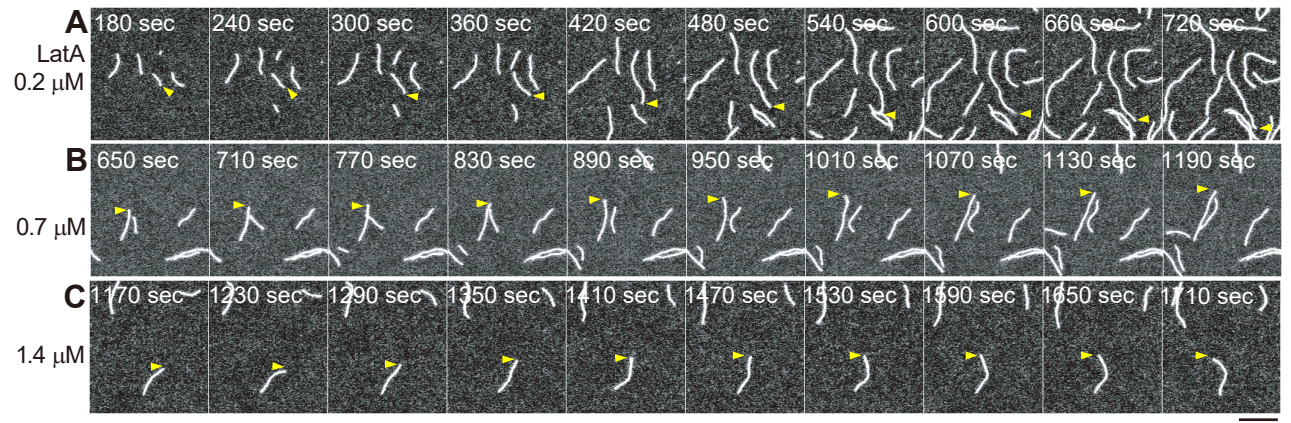 A
LatA
0.2 μM
180 sec 240 sec 300 sec 360 sec 420 sec 480 sec 540 sec 600 sec 660 sec 720 sec
B
0.7 μM
650 sec 710 sec 770 sec 830 sec 890 sec 950 sec 1010 sec 1070 sec 1130 sec 1190 sec
C
1.4 μM
1170 sec 1230 sec 1290 sec 1350 sec 1410 sec 1470 sec 1530 sec 1590 sec 1650 sec 1710 sec